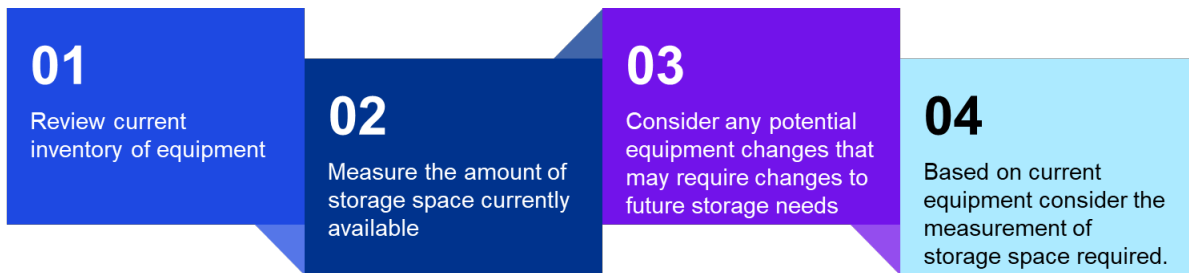 01
Review current
inventory of equipment
02
Measure the amount of
storage space currently
available
03
Consider any potential
equipment changes that
may require changes to
future storage needs
04
Based on current
equipment consider the
measurement of
storage space required.